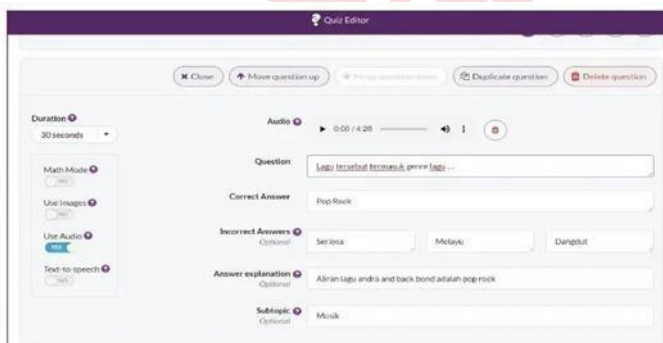 Quiz Editor
Close Move question up Move question down Duplicate question Delete question
Duration
30 seconds
Audio
0:00 / 4:28
Math Mode
NO
Use Images
NO
Use Audio
YES
Text-to-speech
NO
Question
Lagu tersebut termasuk genre lagu ...
Correct Answer
Pop Rock
Incorrect Answers
Optional
Seriosa Melayu Dangdut
Answer explanation
Optional
Aliran lagu andra and back bond adalah pop rock
Subtopic
Optional
Musik